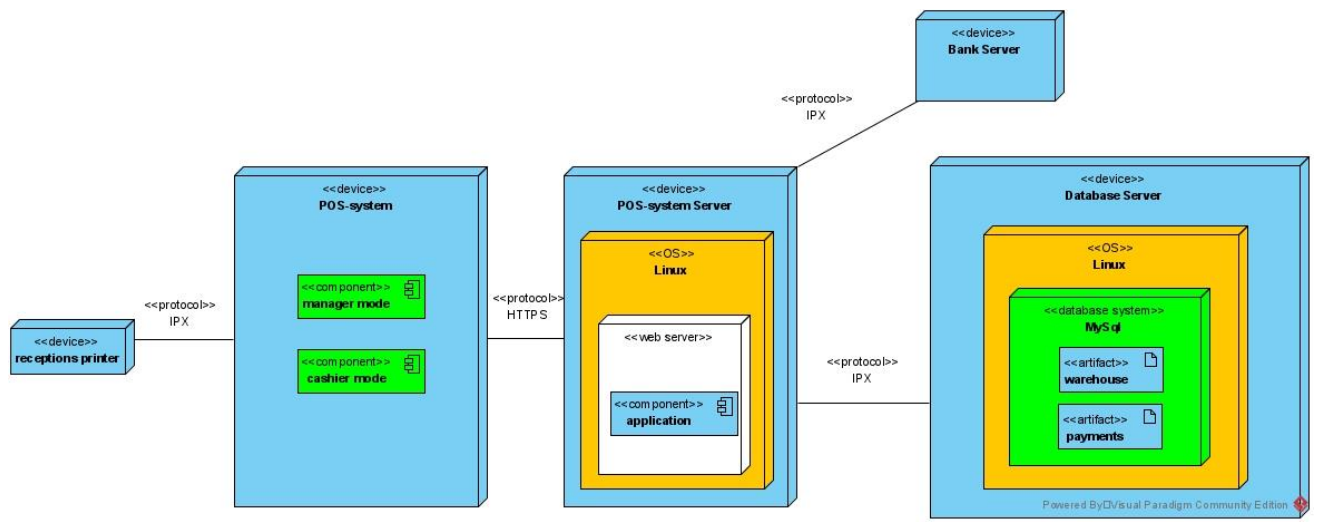 <<device>>
Bank Server
<<protocol>>
IPX
<<device>>
POS-system
<<component>>
manager mode
<<component>>
cashier mode
<<device>>
POS-system Server
<<OS>>
Linux
<<web server>>
<<component>>
application
<<device>>
Database Server
<<OS>>
Linux
<<database system>>
MySql
<<artifact>>
warehouse
<<artifact>>
payments
<<protocol>>
IPX
<<protocol>>
HTTPS
<<device>>
receptions printer
<<protocol>>
IPX
Powered By□Visual Paradigm Community Edition